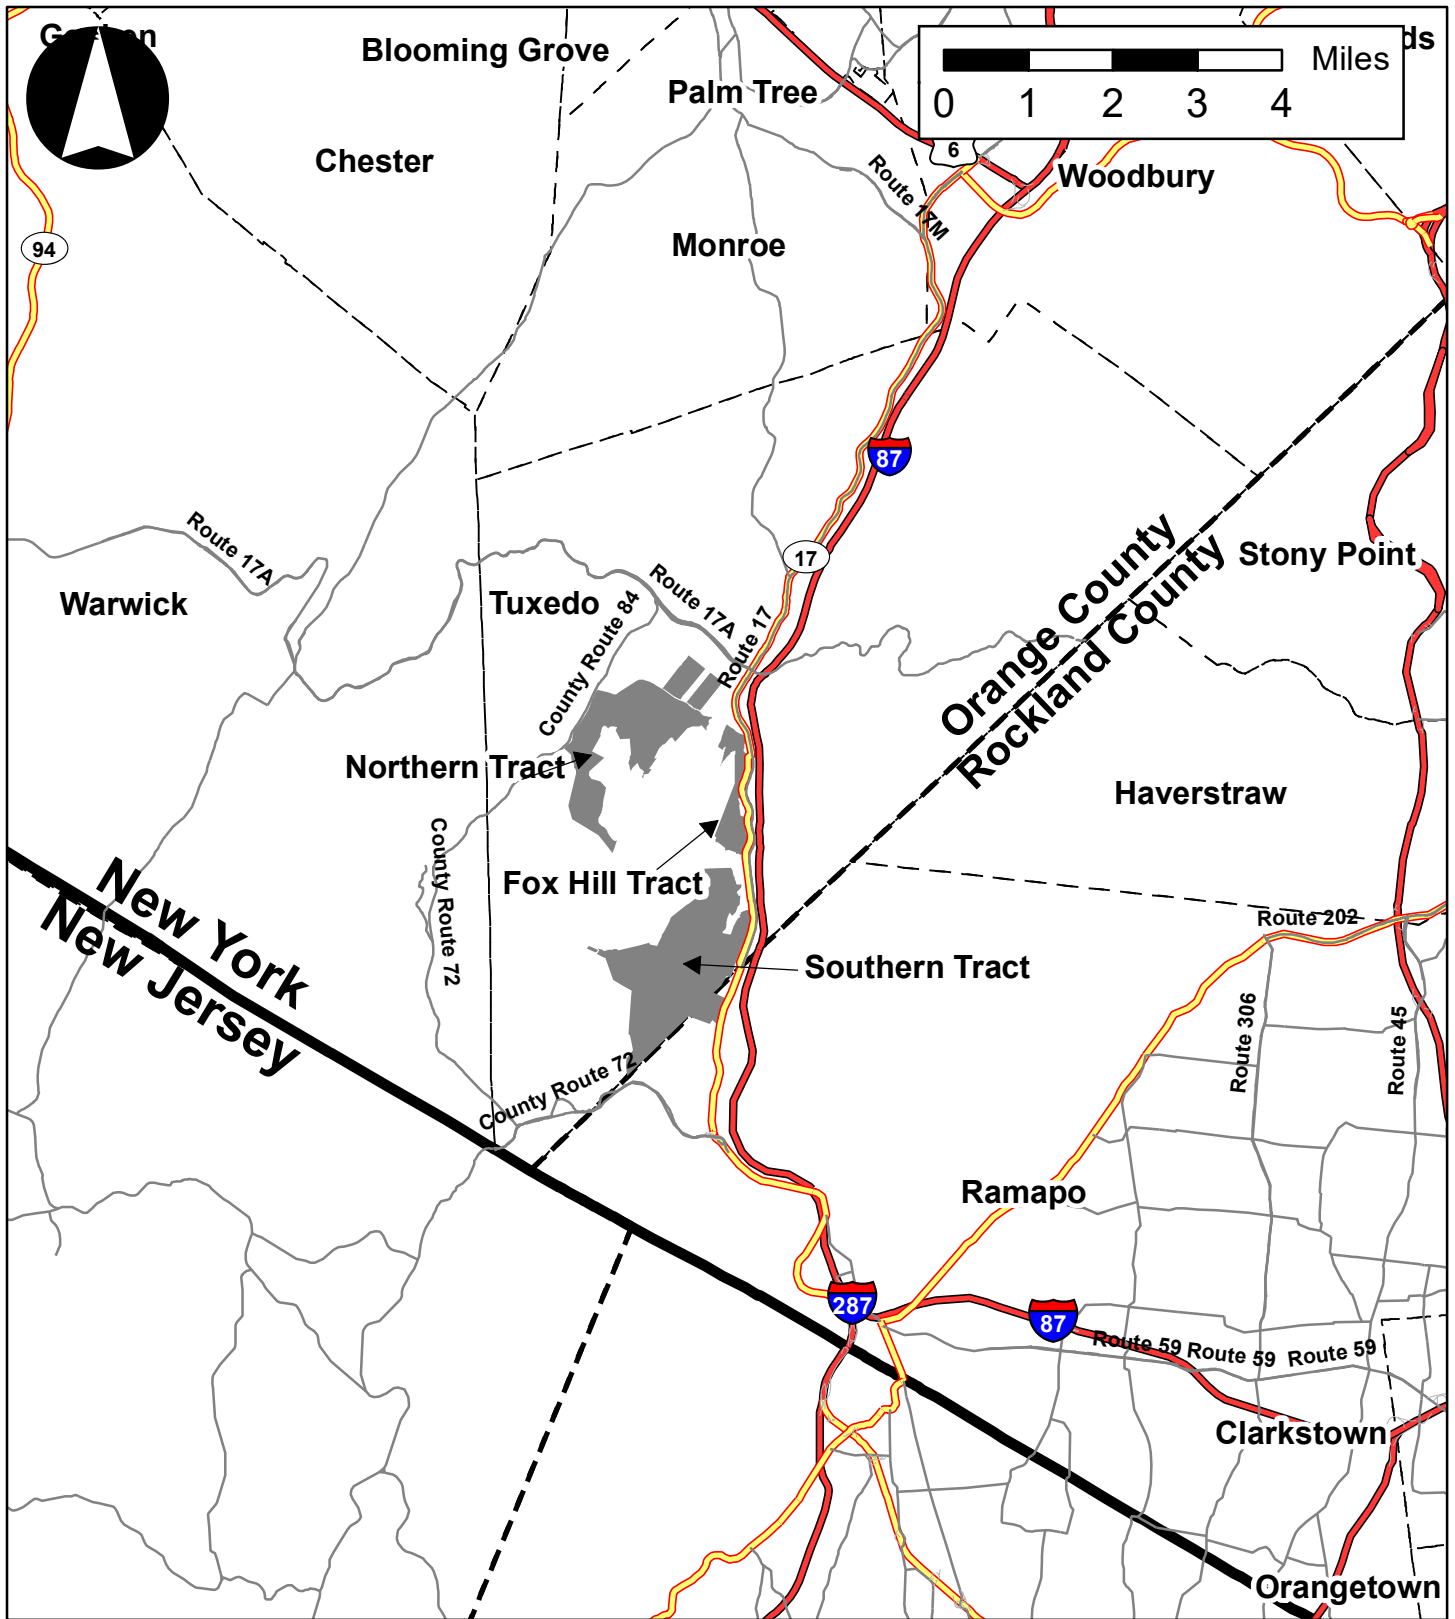 Blooming Grove
ds
Miles
0 1 2 3 4
Palm Tree
6
Chester
Woodbury
Route 17M
Monroe
94
87
17
Route 17A
Warwick
Tuxedo
Route 17A
County Route 84
Route 17
Orange County
Rockland County
Stony Point
Northern Tract
Haverstraw
County Route 72
Fox Hill Tract
New York
New Jersey
Route 202
Southern Tract
Route 306
Route 45
County Route 72
Ramapo
287
87
Route 59 Route 59 Route 59
Clarkstown
Orangetown